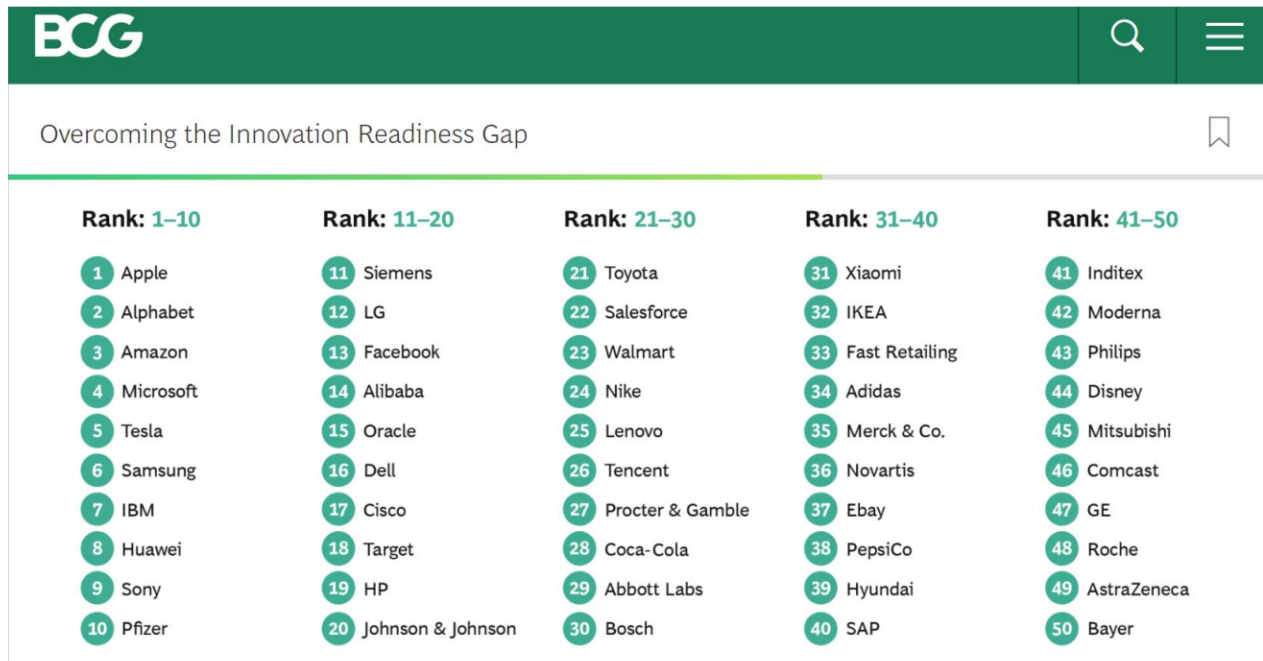 BCG
Overcoming the Innovation Readiness Gap
Rank: 1–10
1 Apple
2 Alphabet
3 Amazon
4 Microsoft
5 Tesla
6 Samsung
7 IBM
8 Huawei
9 Sony
10 Pfizer
Rank: 11–20
11 Siemens
12 LG
13 Facebook
14 Alibaba
15 Oracle
16 Dell
17 Cisco
18 Target
19 HP
20 Johnson & Johnson
Rank: 21–30
21 Toyota
22 Salesforce
23 Walmart
24 Nike
25 Lenovo
26 Tencent
27 Procter & Gamble
28 Coca-Cola
29 Abbott Labs
30 Bosch
Rank: 31–40
31 Xiaomi
32 IKEA
33 Fast Retailing
34 Adidas
35 Merck & Co.
36 Novartis
37 Ebay
38 PepsiCo
39 Hyundai
40 SAP
Rank: 41–50
41 Inditex
42 Moderna
43 Philips
44 Disney
45 Mitsubishi
46 Comcast
47 GE
48 Roche
49 AstraZeneca
50 Bayer